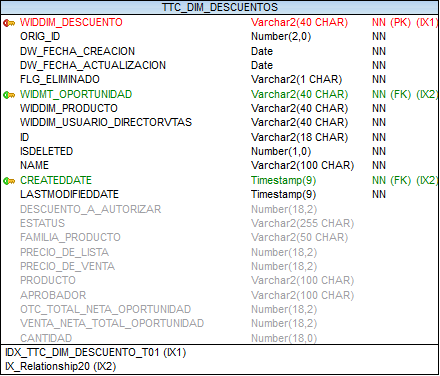 TTC_DIM_DESCUENTOS
WIDDIM_DESCUENTO Varchar2(40 CHAR) NN (PK) (IX1)
ORIG_ID Number(2,0) NN
DW_FECHA_CREACION Date NN
DW_FECHA_ACTUALIZACION Date NN
FLG_ELIMINADO Varchar2(1 CHAR) NN
WIDMT_OPORTUNIDAD Varchar2(40 CHAR) NN (FK) (IX2)
WIDDIM_PRODUCTO Varchar2(40 CHAR) NN
WIDDIM_USUARIO_DIRECTORVTAS Varchar2(40 CHAR) NN
ID Varchar2(18 CHAR) NN
ISDELETED Number(1,0) NN
NAME Varchar2(100 CHAR) NN
CREATEDDATE Timestamp(9) NN (FK) (IX2)
LASTMODIFIEDDATE Timestamp(9) NN
DESCUENTO_A_AUTORIZAR Number(18,2)
ESTATUS Varchar2(255 CHAR)
FAMILIA_PRODUCTO Varchar2(50 CHAR)
PRECIO_DE_LISTA Number(18,2)
PRECIO_DE_VENTA Number(18,2)
PRODUCTO Varchar2(100 CHAR)
APROBADOR Varchar2(100 CHAR)
OTC_TOTAL_NETA_OPORTUNIDAD Number(18,2)
VENTA_NETA_TOTAL_OPORTUNIDAD Number(18,2)
CANTIDAD Number(18,0)
IDX_TTC_DIM_DESCUENTO_T01 (IX1)
IX_Relationship20 (IX2)